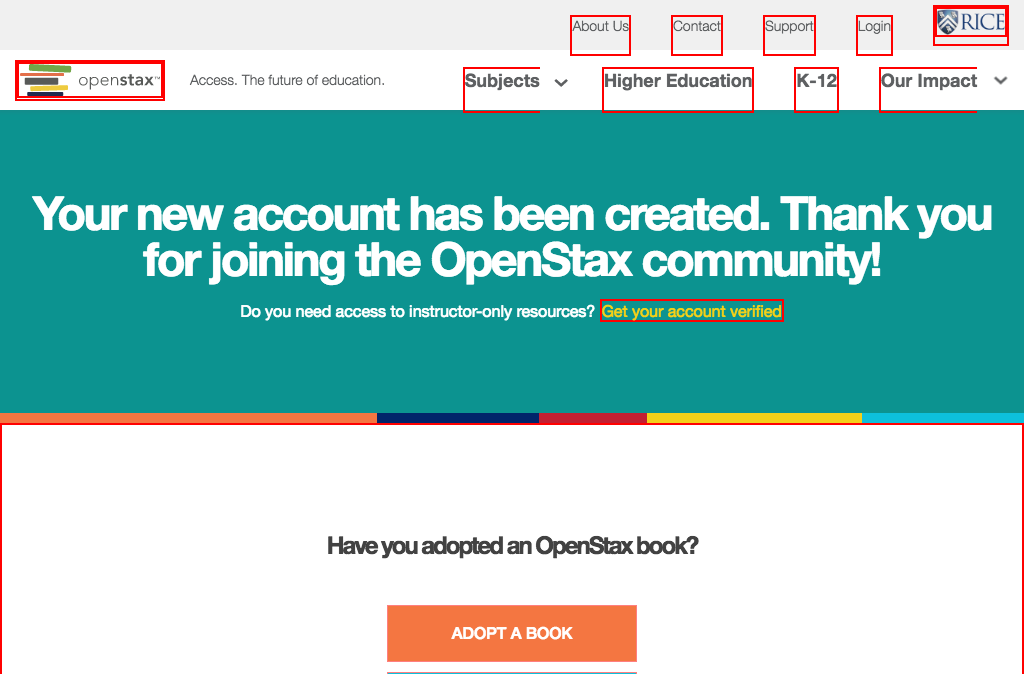 About Us Contact Support Login RICE
openstax™ Access. The future of education. Subjects Higher Education K-12 Our Impact
Your new account has been created. Thank you
for joining the OpenStax community!
Do you need access to instructor-only resources? Get your account verified
Have you adopted an OpenStax book?
ADOPT A BOOK